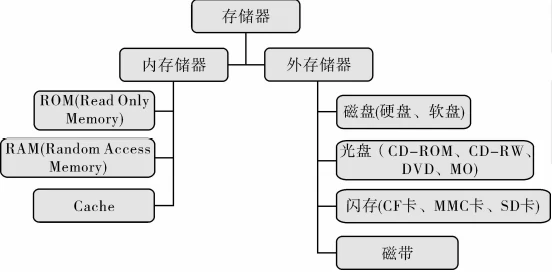 存储器
内存储器
外存储器
ROM(Read Only
Memory)
RAM(Random Access
Memory)
Cache
磁盘(硬盘、软盘)
光盘（CD-ROM、CD-RW、
DVD、MO)
闪存(CF卡、MMC卡、SD卡)
磁带